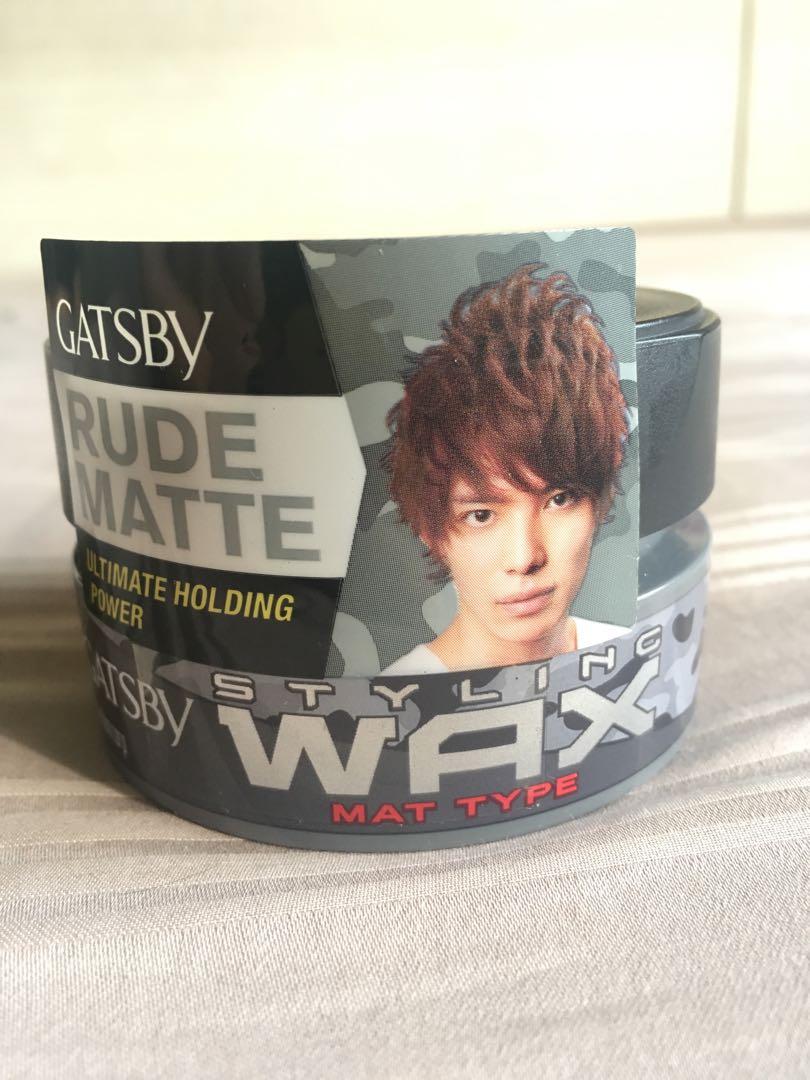 GATSBY
RUDE
MATTE
ULTIMATE HOLDING
POWER
GATSBY
STYLING
WAX
MAT TYPE